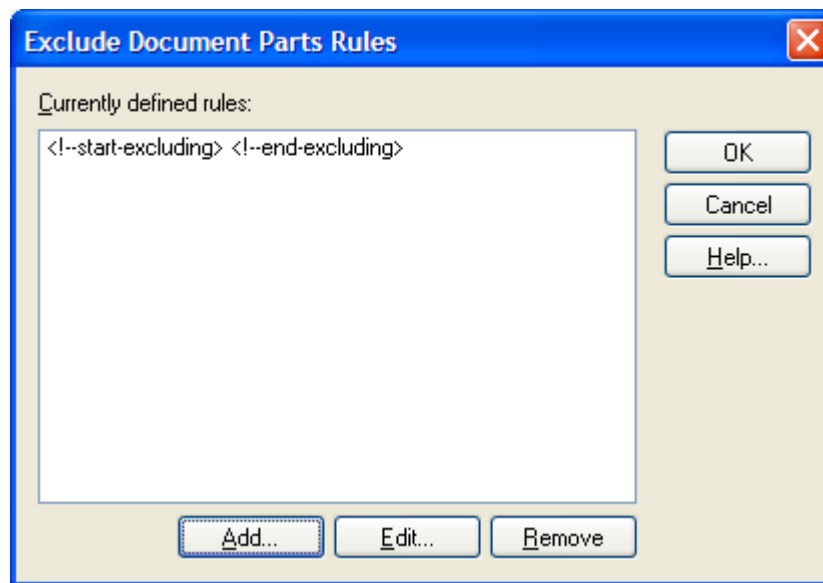 Exclude Document Parts Rules
Currently defined rules:
<!--start-excluding> <!--end-excluding>
OK
Cancel
Help...
Add... Edit... Remove